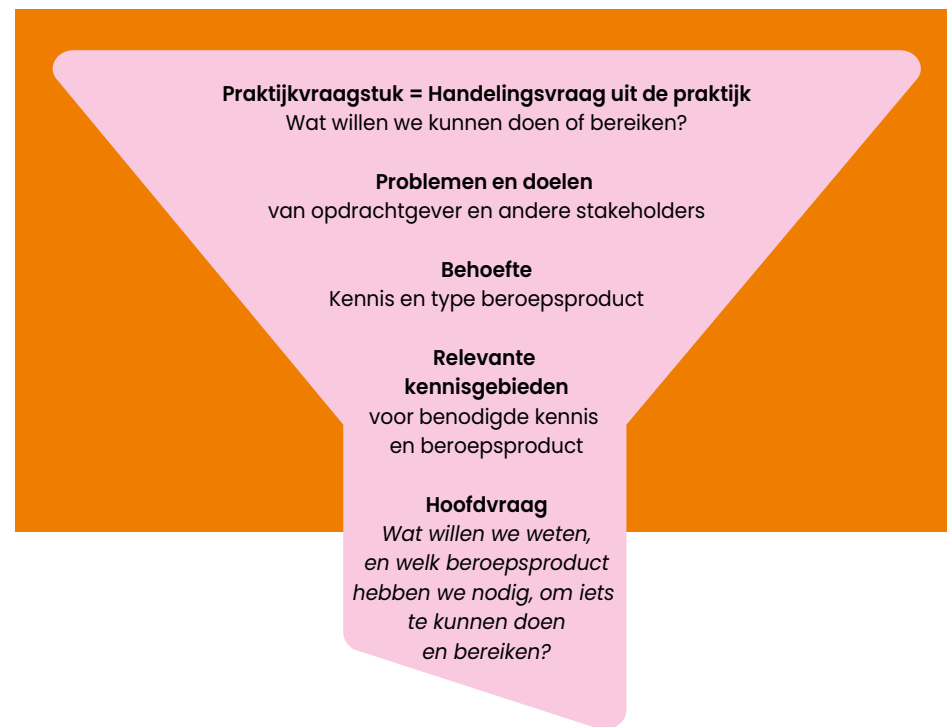 Praktijkvraagstuk = Handelingsvraag uit de praktijk
Wat willen we kunnen doen of bereiken?
Problemen en doelen
van opdrachtgever en andere stakeholders
Behoefte
Kennis en type beroepsproduct
Relevante
kennisgebieden
voor benodigde kennis
en beroepsproduct
Hoofdvraag
Wat willen we weten,
en welk beroepsproduct
hebben we nodig, om iets
te kunnen doen
en bereiken?